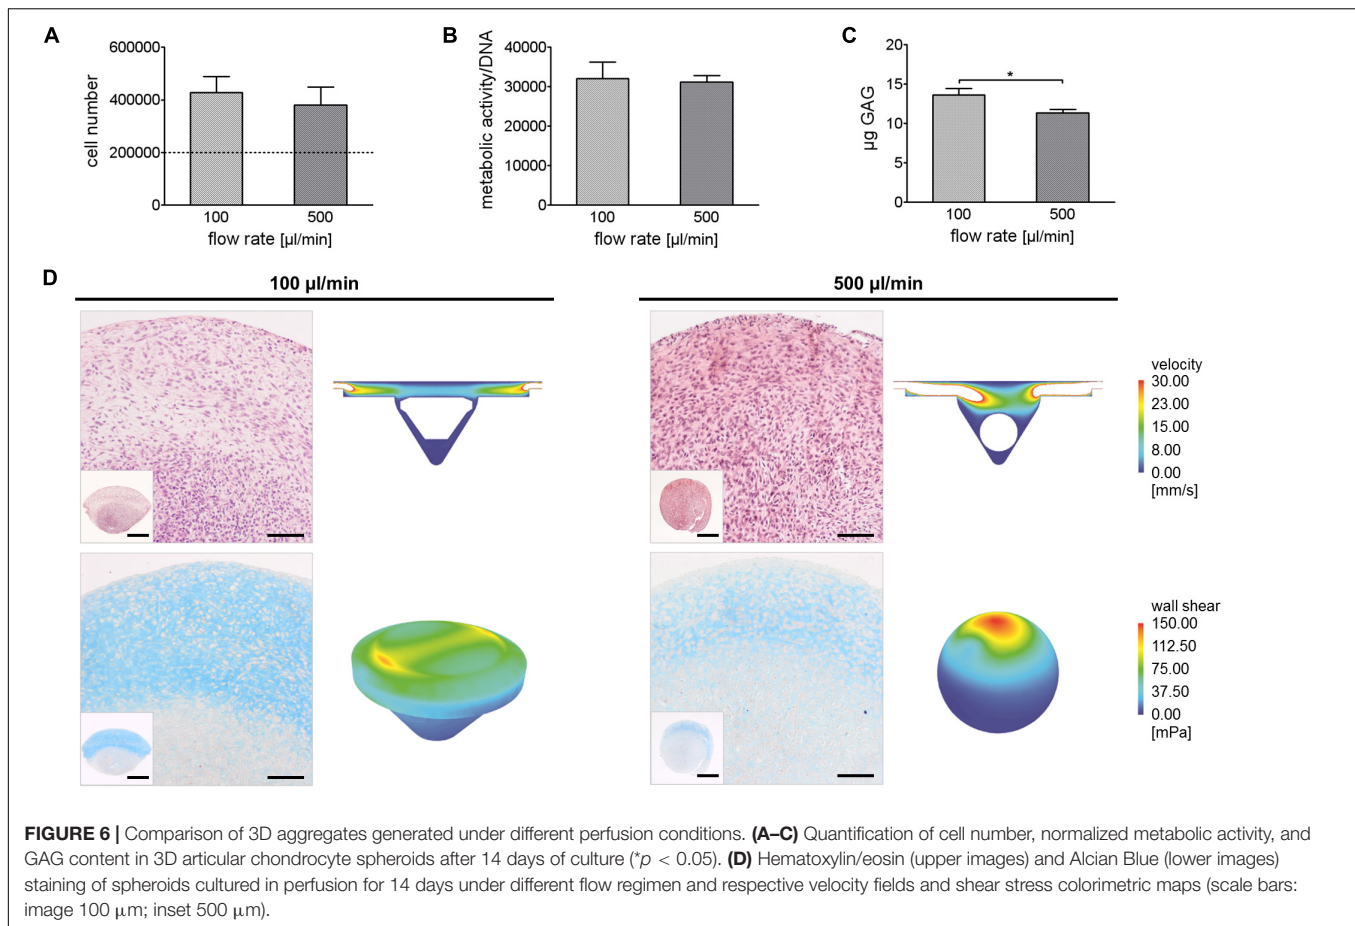 A
600000
400000
200000
0
cell number
100
500
flow rate [µl/min]
B
40000
30000
20000
10000
0
metabolic activity/DNA
100
500
flow rate [µl/min]
C
20
15
10
5
0
µg GAG
*
100
500
flow rate [µl/min]
D
100 µl/min
500 µl/min
velocity
30.00
23.00
15.00
8.00
0.00
[mm/s]
wall shear
150.00
112.50
75.00
37.50
0.00
[mPa]
FIGURE 6 | Comparison of 3D aggregates generated under different perfusion conditions. (A–C) Quantification of cell number, normalized metabolic activity, and
GAG content in 3D articular chondrocyte spheroids after 14 days of culture (*p < 0.05). (D) Hematoxylin/eosin (upper images) and Alcian Blue (lower images)
staining of spheroids cultured in perfusion for 14 days under different flow regimen and respective velocity fields and shear stress colorimetric maps (scale bars:
image 100 µm; inset 500 µm).